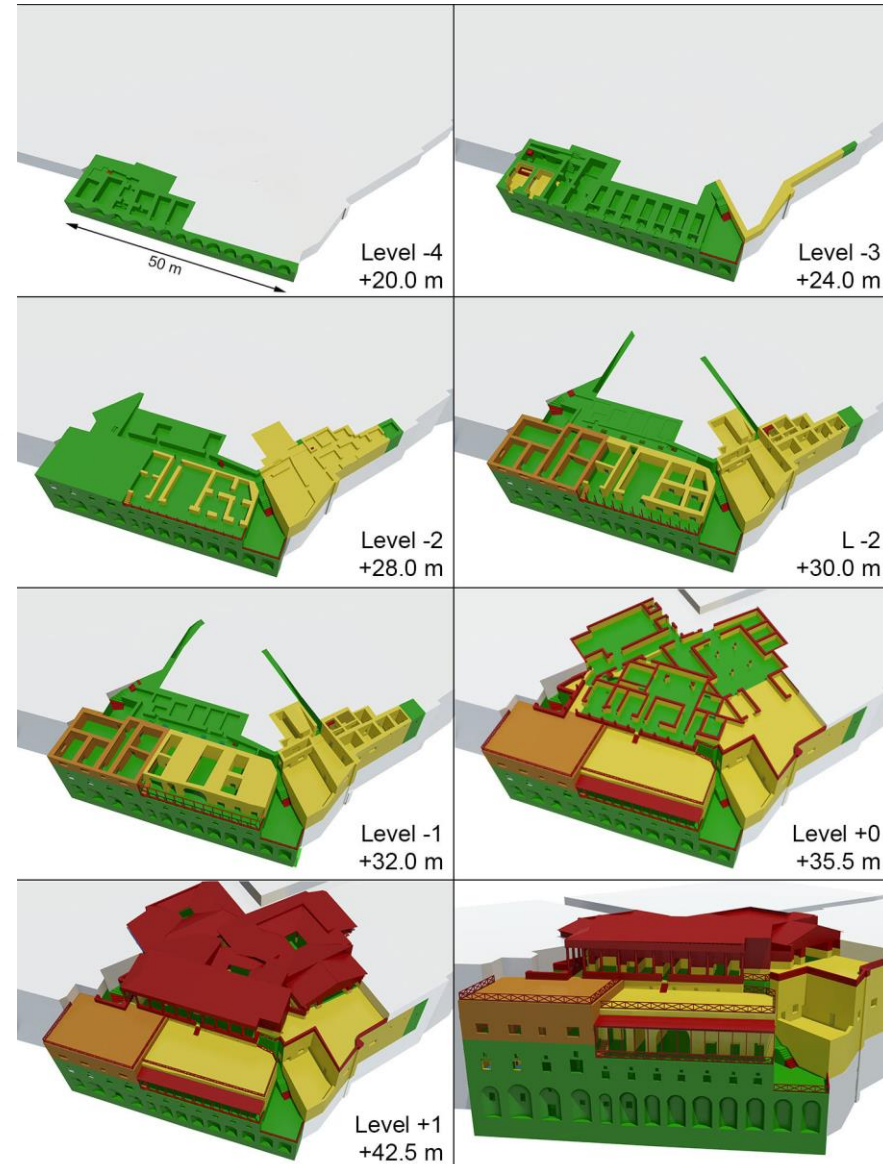 50 m
Level -4
+20.0 m
Level -3
+24.0 m
Level -2
+28.0 m
L -2
+30.0 m
Level -1
+32.0 m
Level +0
+35.5 m
Level +1
+42.5 m